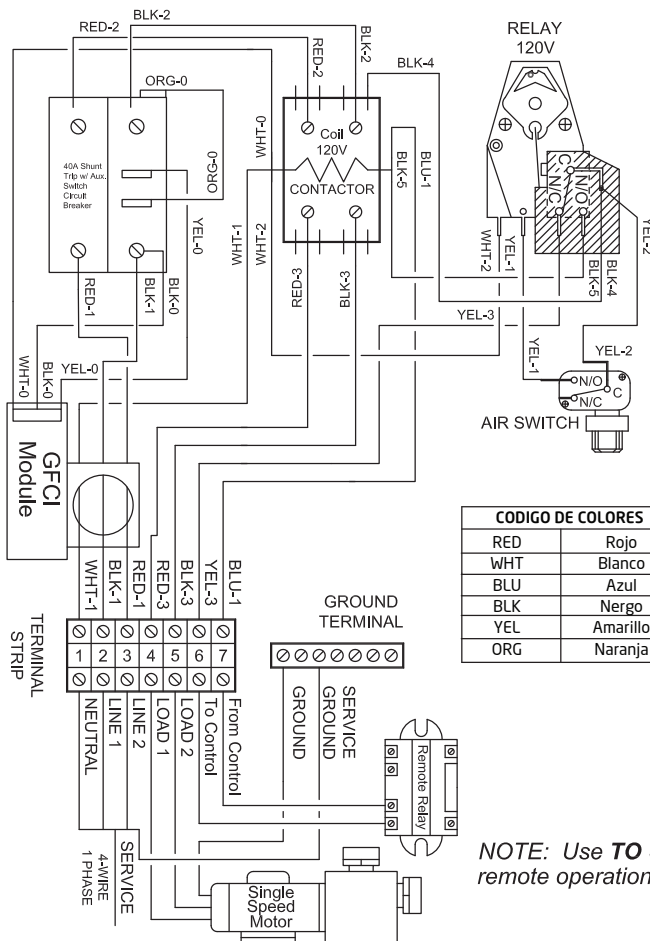 BLK-2
RED-2
RED-2
BLK-2
RELAY
120V
BLK-4
ORG-0
ORG-0
WHT-0
Coil
120V
CONTACTOR
BLK-5
BLU-1
40A Shunt
Trip w/ Aux.
Switch
Circuit
Breaker
C
N/C
N/O
YEL-0
WHT-1
WHT-2
RED-3
BLK-3
WHT-2
YEL-1
BLK-5
BLK-4
YEL-2
RED-1
BLK-1
BLK-0
YEL-3
WHT-0
BLK-0
YEL-0
YEL-1
YEL-2
N/O
C
N/C
AIR SWITCH
GFCI
Module
CODIGO DE COLORES
RED Rojo
WHT Blanco
BLU Azul
BLK Nergo
YEL Amarillo
ORG Naranja
WHT-1
BLK-1
RED-1
RED-3
BLK-3
YEL-3
BLU-1
TERMINAL
STRIP
1 2 3 4 5 6 7
GROUND
TERMINAL
NEUTRAL
LINE 1
LINE 2
LOAD 1
LOAD 2
To Control
From Control
GROUND
SERVICE
GROUND
Remote Relay
SERVICE
4-WIRE
1 PHASE
Single
Speed
Motor
NOTE: Use TO
remote operation